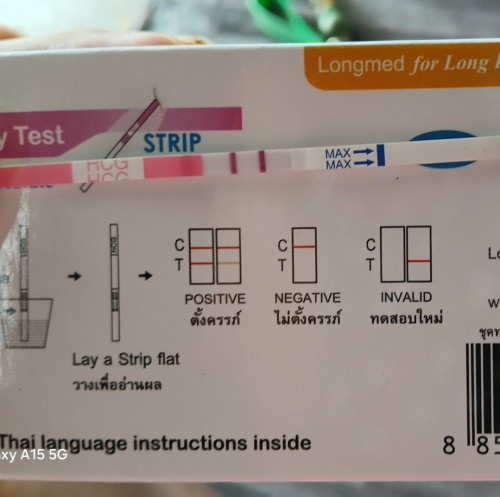 Longmed for Long
y Test
STRIP
HCG
HCG
MAX
MAX
C
T
C
T
C
T
POSITIVE
ตั้งครรภ์
NEGATIVE
ไม่ตั้งครรภ์
INVALID
ทดสอบใหม่
Lay a Strip flat
วางเพื่ออ่านผล
Thai language instructions inside
xy A15 5G
8